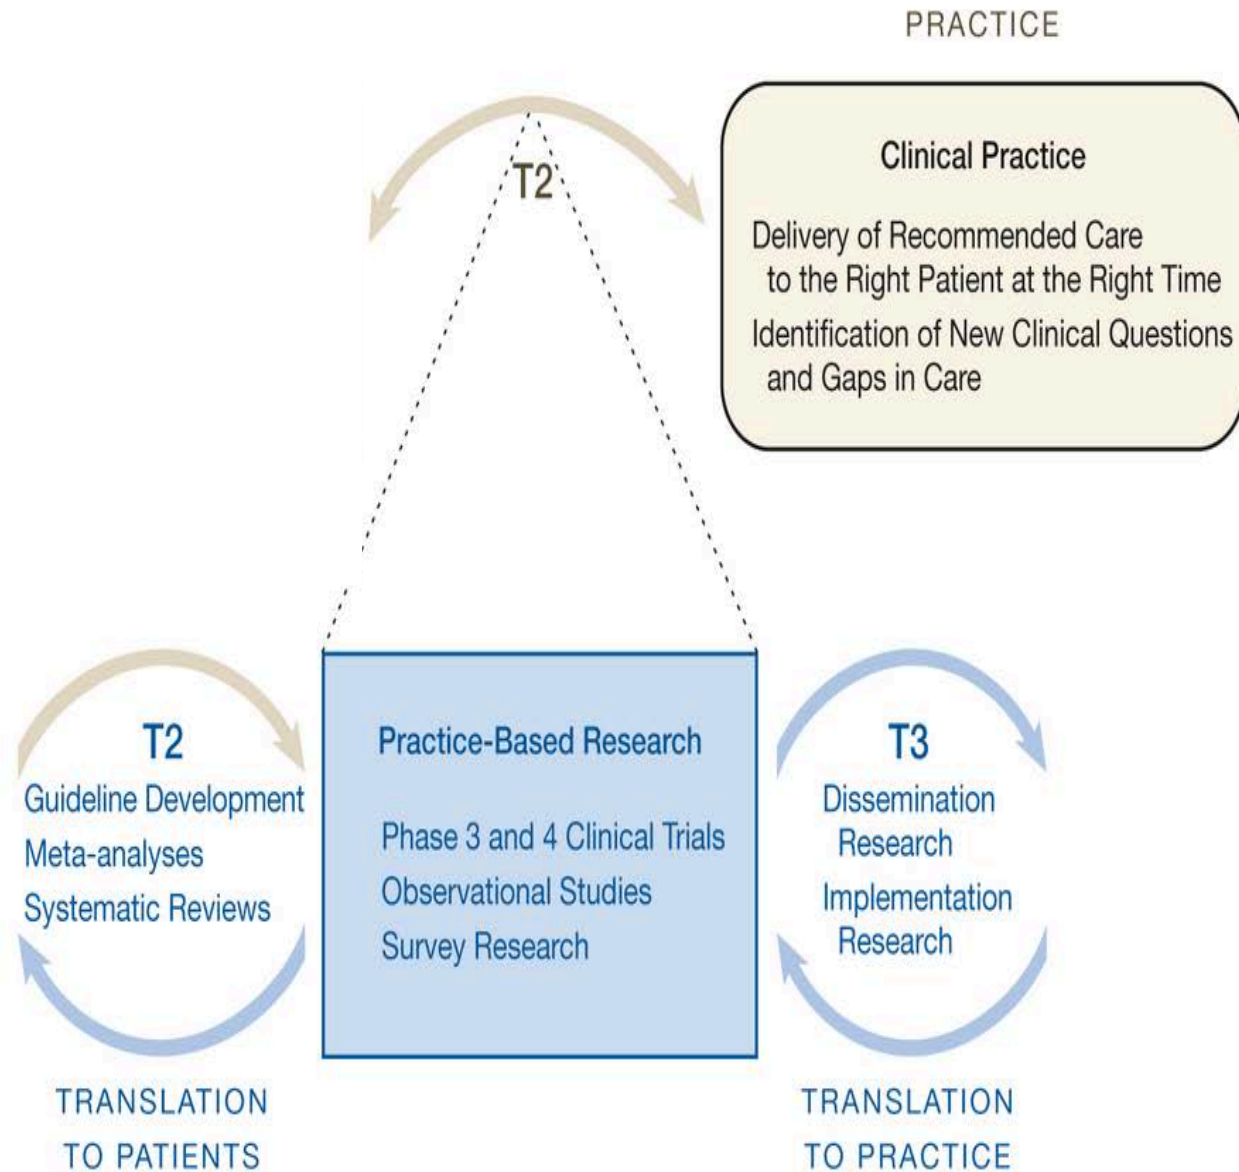 PRACTICE
T2
Clinical Practice
Delivery of Recommended Care
to the Right Patient at the Right Time
Identification of New Clinical Questions
and Gaps in Care
T2
Guideline Development
Meta-analyses
Systematic Reviews
TRANSLATION
TO PATIENTS
Practice-Based Research
Phase 3 and 4 Clinical Trials
Observational Studies
Survey Research
T3
Dissemination
Research
Implementation
Research
TRANSLATION
TO PRACTICE